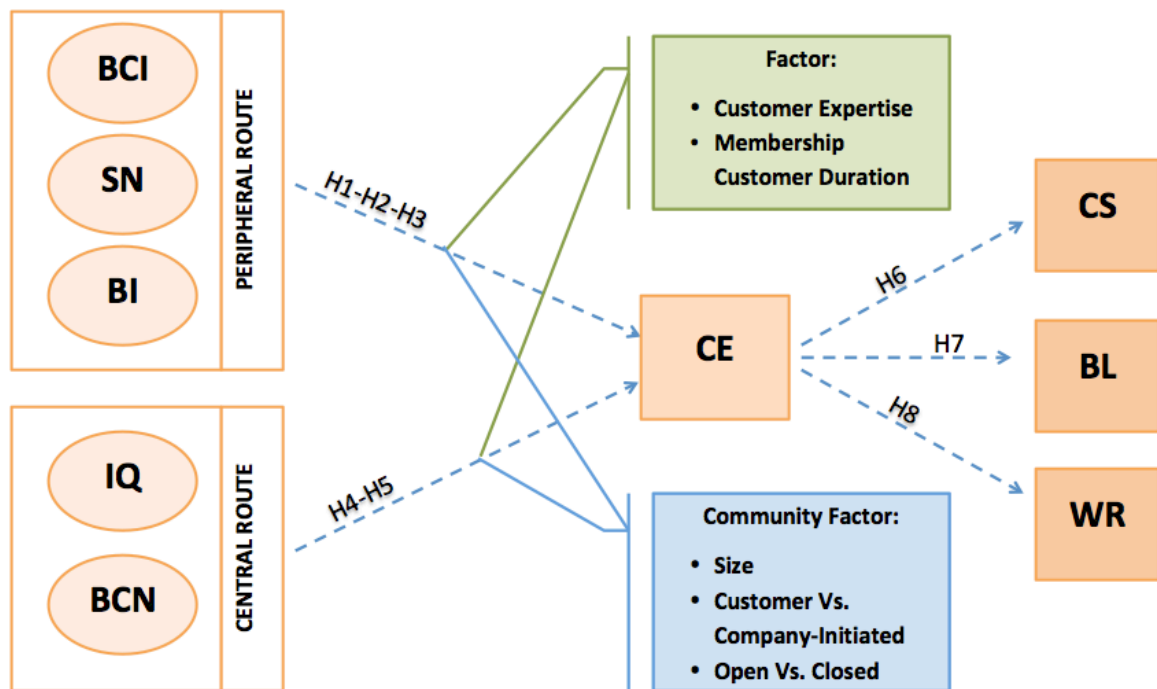 BCI
SN
BI
PERIPHERAL ROUTE
IQ
BCN
CENTRAL ROUTE
H1-H2-H3
H4-H5
Factor:
• Customer Expertise
• Membership
Customer Duration
CE
Community Factor:
• Size
• Customer Vs.
Company-Initiated
• Open Vs. Closed
H6
H7
H8
CS
BL
WR